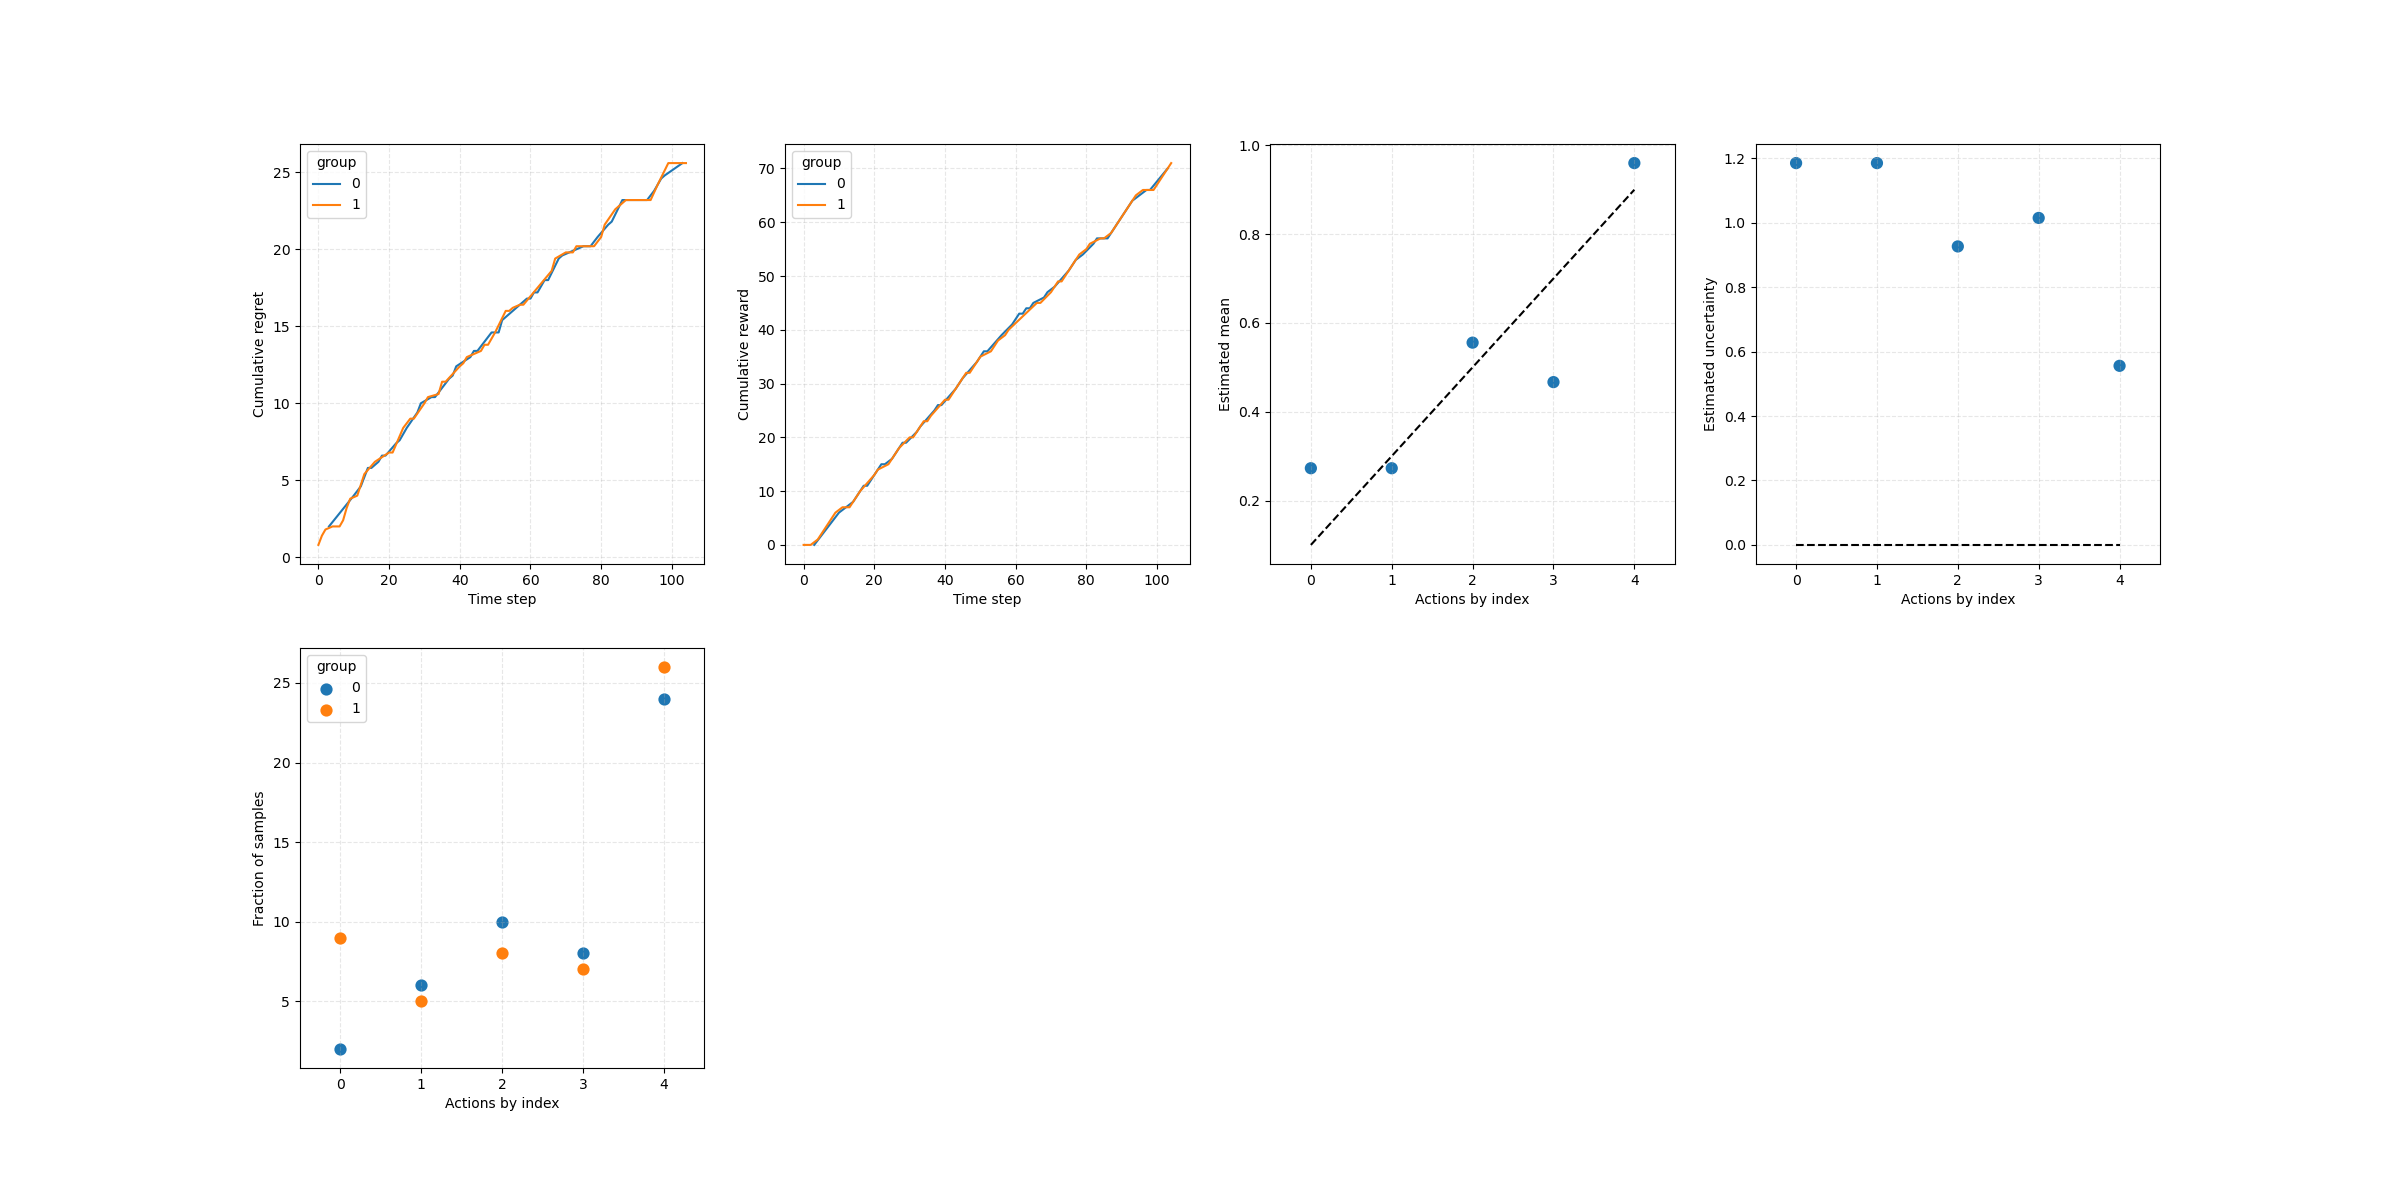 group
0
1
Cumulative regret
25
20
15
10
5
0
0 20 40 60 80 100
Time step
group
0
1
Cumulative reward
70
60
50
40
30
20
10
0
0 20 40 60 80 100
Time step
Estimated mean
1.0
0.8
0.6
0.4
0.2
0 1 2 3 4
Actions by index
Estimated uncertainty
1.2
1.0
0.8
0.6
0.4
0.2
0.0
0 1 2 3 4
Actions by index
group
0
1
Fraction of samples
25
20
15
10
5
0 1 2 3 4
Actions by index